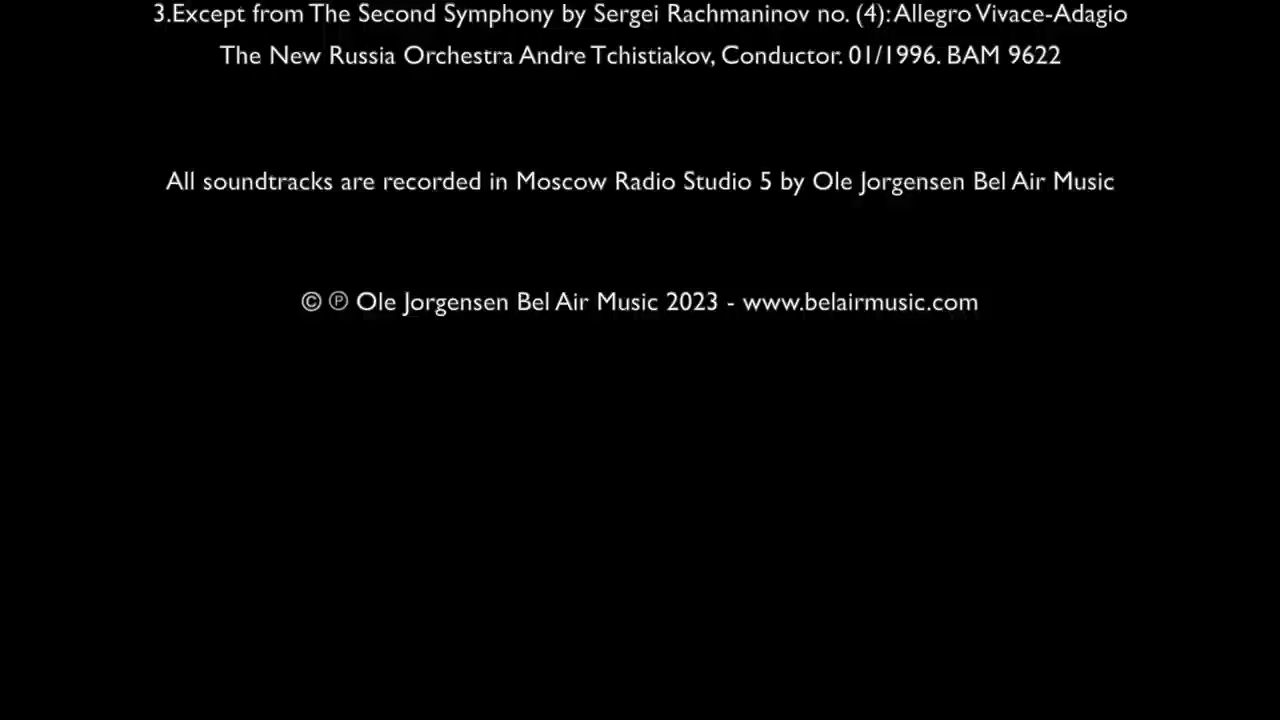 3.Except from The Second Symphony by Sergei Rachmaninov no. (4): Allegro Vivace-Adagio
The New Russia Orchestra Andre Tchistiakov, Conductor. 01/1996. BAM 9622
All soundtracks are recorded in Moscow Radio Studio 5 by Ole Jorgensen Bel Air Music
© ℗ Ole Jorgensen Bel Air Music 2023 - www.belairmusic.com